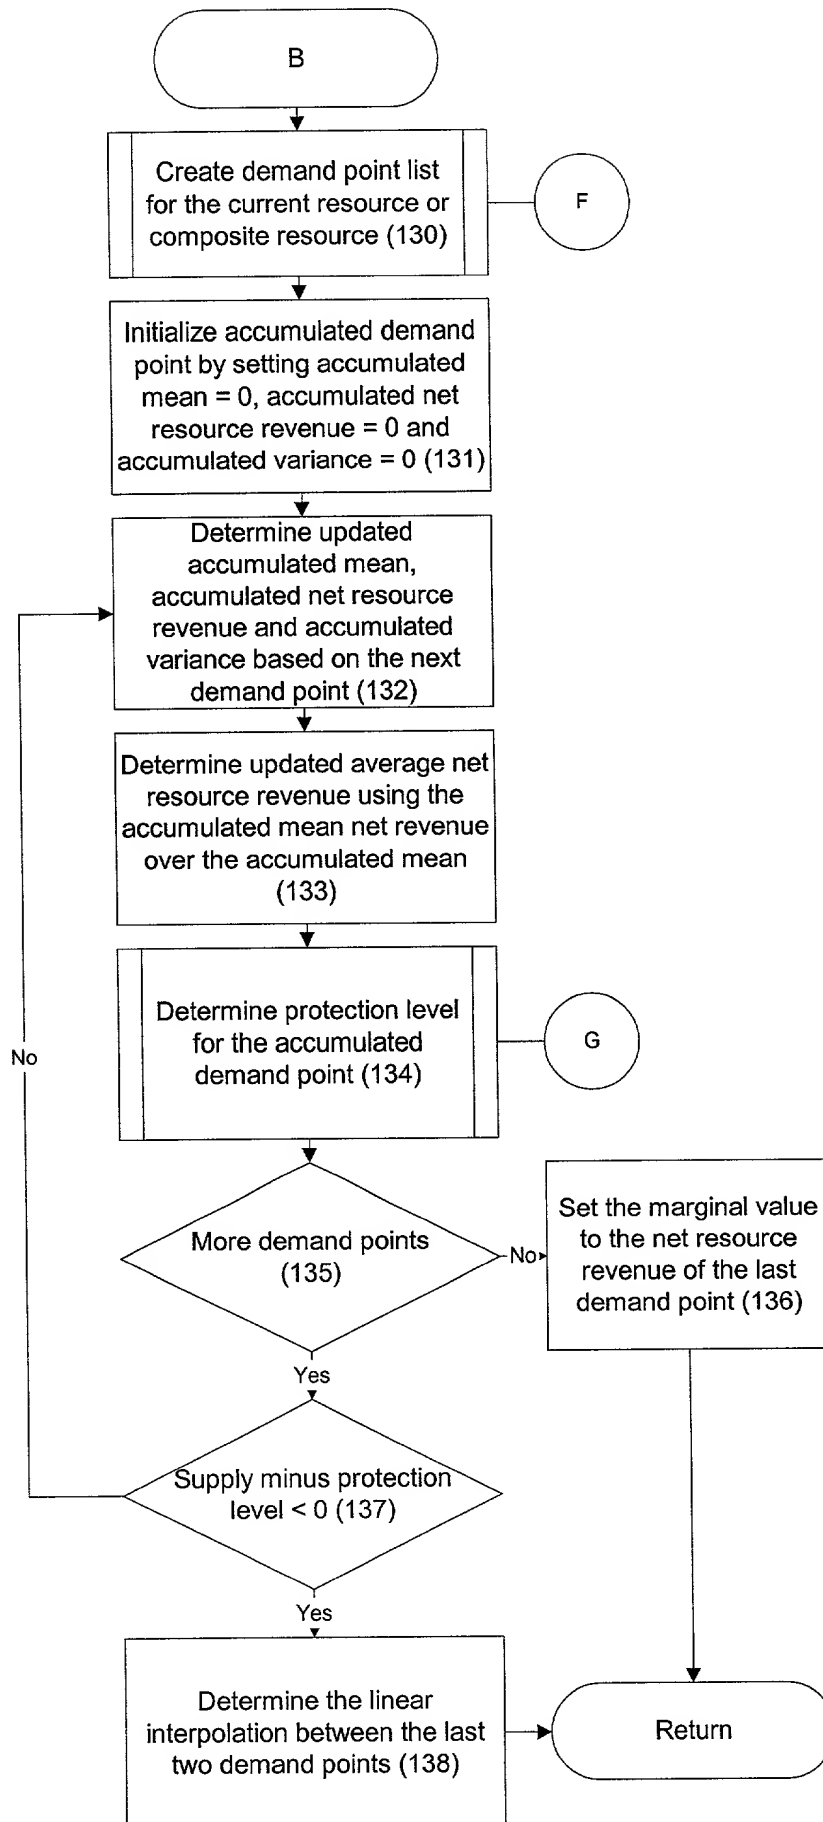 B
Create demand point list
for the current resource or
composite resource (130)
F
Initialize accumulated demand
point by setting accumulated
mean = 0, accumulated net
resource revenue = 0 and
accumulated variance = 0 (131)
Determine updated
accumulated mean,
accumulated net resource
revenue and accumulated
variance based on the next
demand point (132)
Determine updated average net
resource revenue using the
accumulated mean net revenue
over the accumulated mean
(133)
Determine protection level
for the accumulated
demand point (134)
G
No
More demand points
(135)
No
Set the marginal value
to the net resource
revenue of the last
demand point (136)
Yes
Supply minus protection
level < 0 (137)
Yes
Determine the linear
interpolation between the last
two demand points (138)
Return